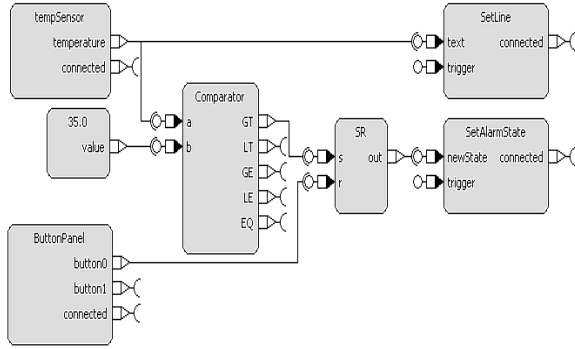 tempSensor
temperature
connected
SetLine
text
connected
trigger
35.0
value
Comparator
a
b
GT
LT
GE
LE
EQ
SR
s
out
r
SetAlarmState
newState
connected
trigger
ButtonPanel
button0
button1
connected